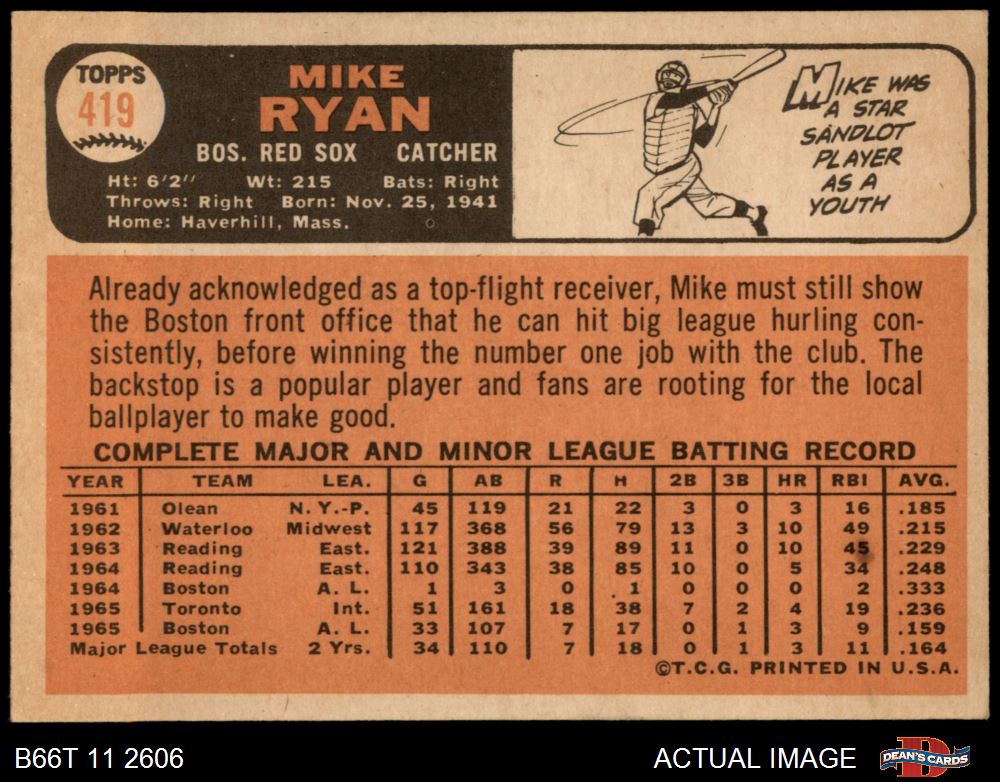 TOPPS
419
MIKE
RYAN
BOS. RED SOX CATCHER
Ht: 6'2" Wt: 215 Bats: Right
Throws: Right Born: Nov. 25, 1941
Home: Haverhill, Mass.
MIKE WAS
A STAR
SANDLOT
PLAYER
AS A
YOUTH
Already acknowledged as a top-flight receiver, Mike must still show
the Boston front office that he can hit big league hurling con-
sistently, before winning the number one job with the club. The
backstop is a popular player and fans are rooting for the local
ballplayer to make good.
COMPLETE MAJOR AND MINOR LEAGUE BATTING RECORD
YEAR TEAM LEA. G AB R H 2B 3B HR RBI AVG.
1961 Olean N. Y.-P. 45 119 21 22 3 0 3 16 .185
1962 Waterloo Midwest 117 368 56 79 13 3 10 49 .215
1963 Reading East. 121 388 39 89 11 0 10 45 .229
1964 Reading East. 110 343 38 85 10 0 5 34 .248
1964 Boston A. L. 1 3 0 1 0 0 0 2 .333
1965 Toronto Int. 51 161 18 38 7 2 4 19 .236
1965 Boston A. L. 33 107 7 17 0 1 3 9 .159
Major League Totals 2 Yrs. 34 110 7 18 0 1 3 11 .164
©T.C.G. PRINTED IN U.S.A.
B66T 11 2606 ACTUAL IMAGE
D
DEAN'S CARDS